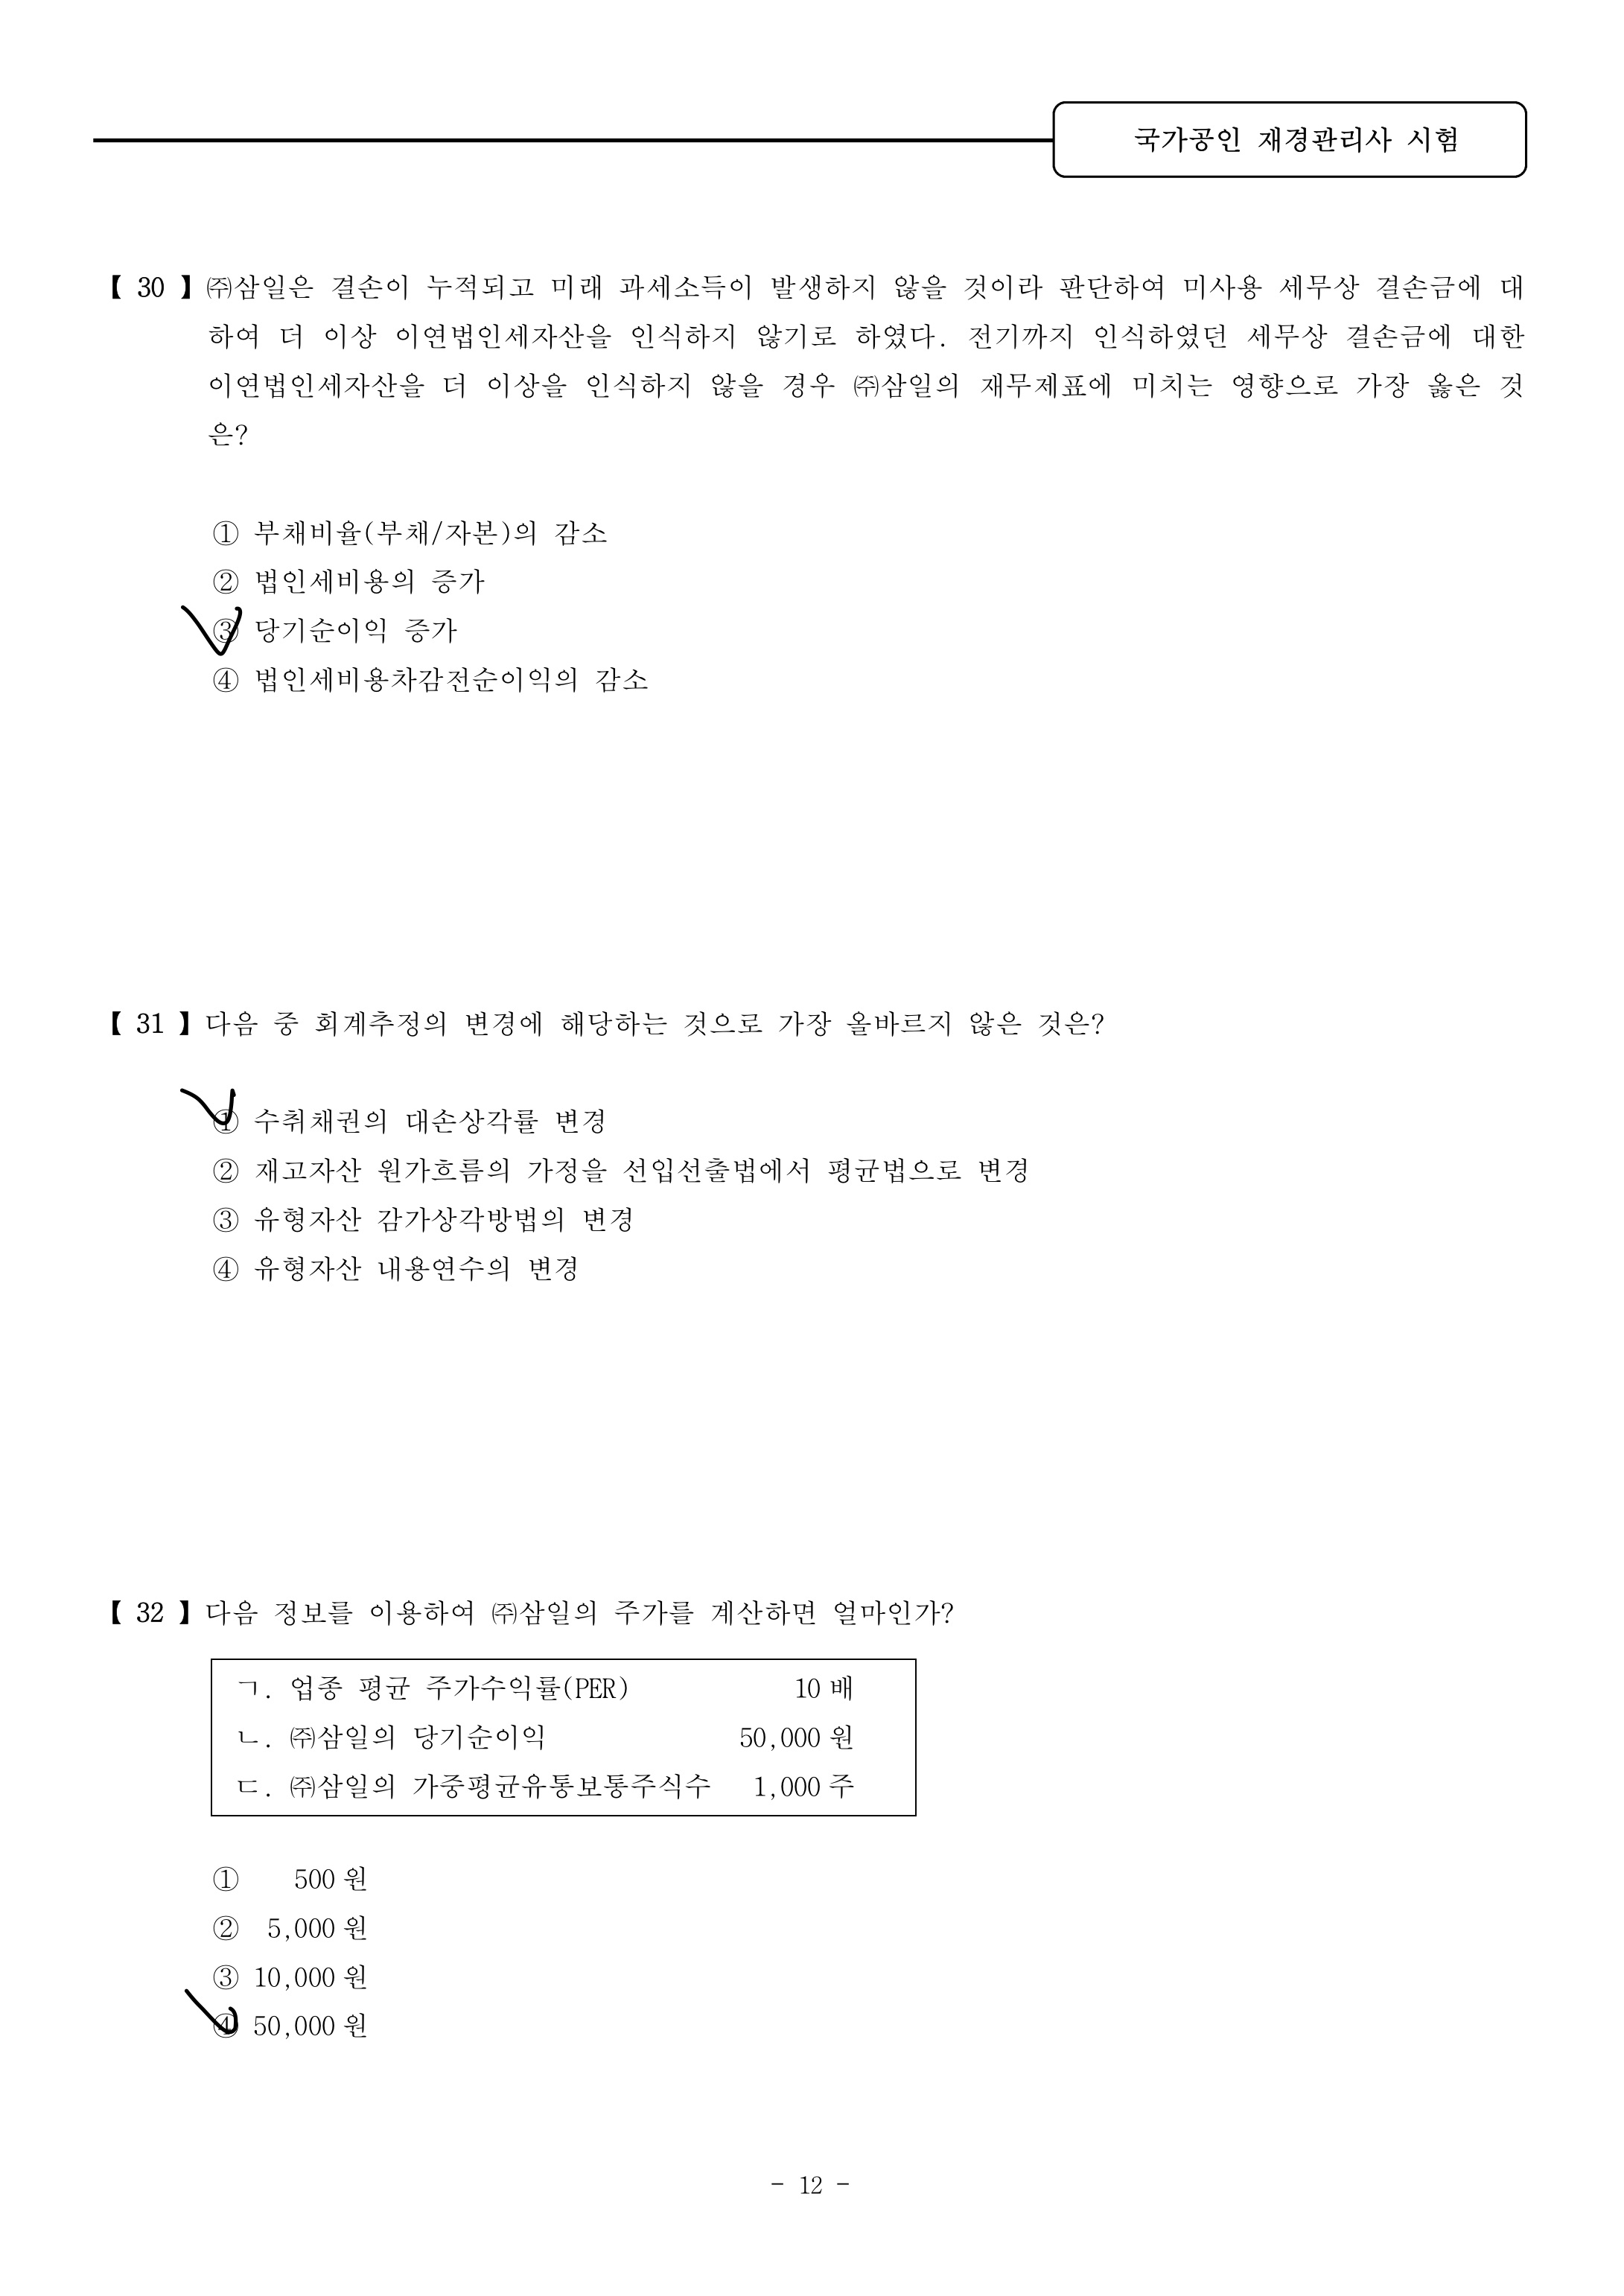 국가공인 재경관리사 시험
【 30 】 ㈜삼일은 결손이 누적되고 미래 과세소득이 발생하지 않을 것이라 판단하여 미사용 세무상 결손금에 대
하여 더 이상 이연법인세자산을 인식하지 않기로 하였다. 전기까지 인식하였던 세무상 결손금에 대한
이연법인세자산을 더 이상을 인식하지 않을 경우 ㈜삼일의 재무제표에 미치는 영향으로 가장 옳은 것
은?
① 부채비율(부채/자본)의 감소
② 법인세비용의 증가
③ 당기순이익 증가
④ 법인세비용차감전순이익의 감소
【 31 】 다음 중 회계추정의 변경에 해당하는 것으로 가장 올바르지 않은 것은?
① 수취채권의 대손상각률 변경
② 재고자산 원가흐름의 가정을 선입선출법에서 평균법으로 변경
③ 유형자산 감가상각방법의 변경
④ 유형자산 내용연수의 변경
【 32 】 다음 정보를 이용하여 ㈜삼일의 주가를 계산하면 얼마인가?
ㄱ. 업종 평균 주가수익률(PER) 10 배
ㄴ. ㈜삼일의 당기순이익 50,000 원
ㄷ. ㈜삼일의 가중평균유통보통주식수 1,000 주
① 500 원
② 5,000 원
③ 10,000 원
④ 50,000 원
- 12 -